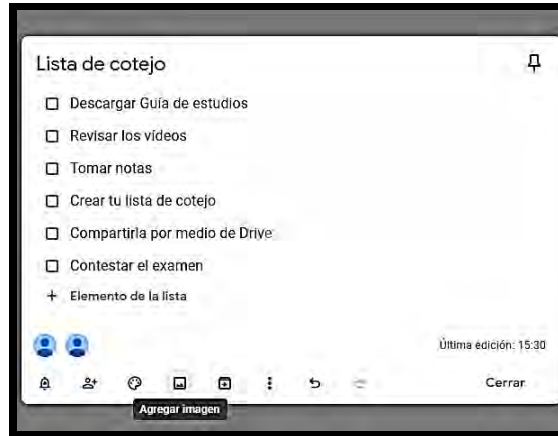 Lista de cotejo
Descargar Guía de estudios
Revisar los vídeos
Tomar notas
Crear tu lista de cotejo
Compartirla por medio de Drive
Contestar el examen
+ Elemento de la lista
Última edición: 15:30
Cerrar
Agregar imagen